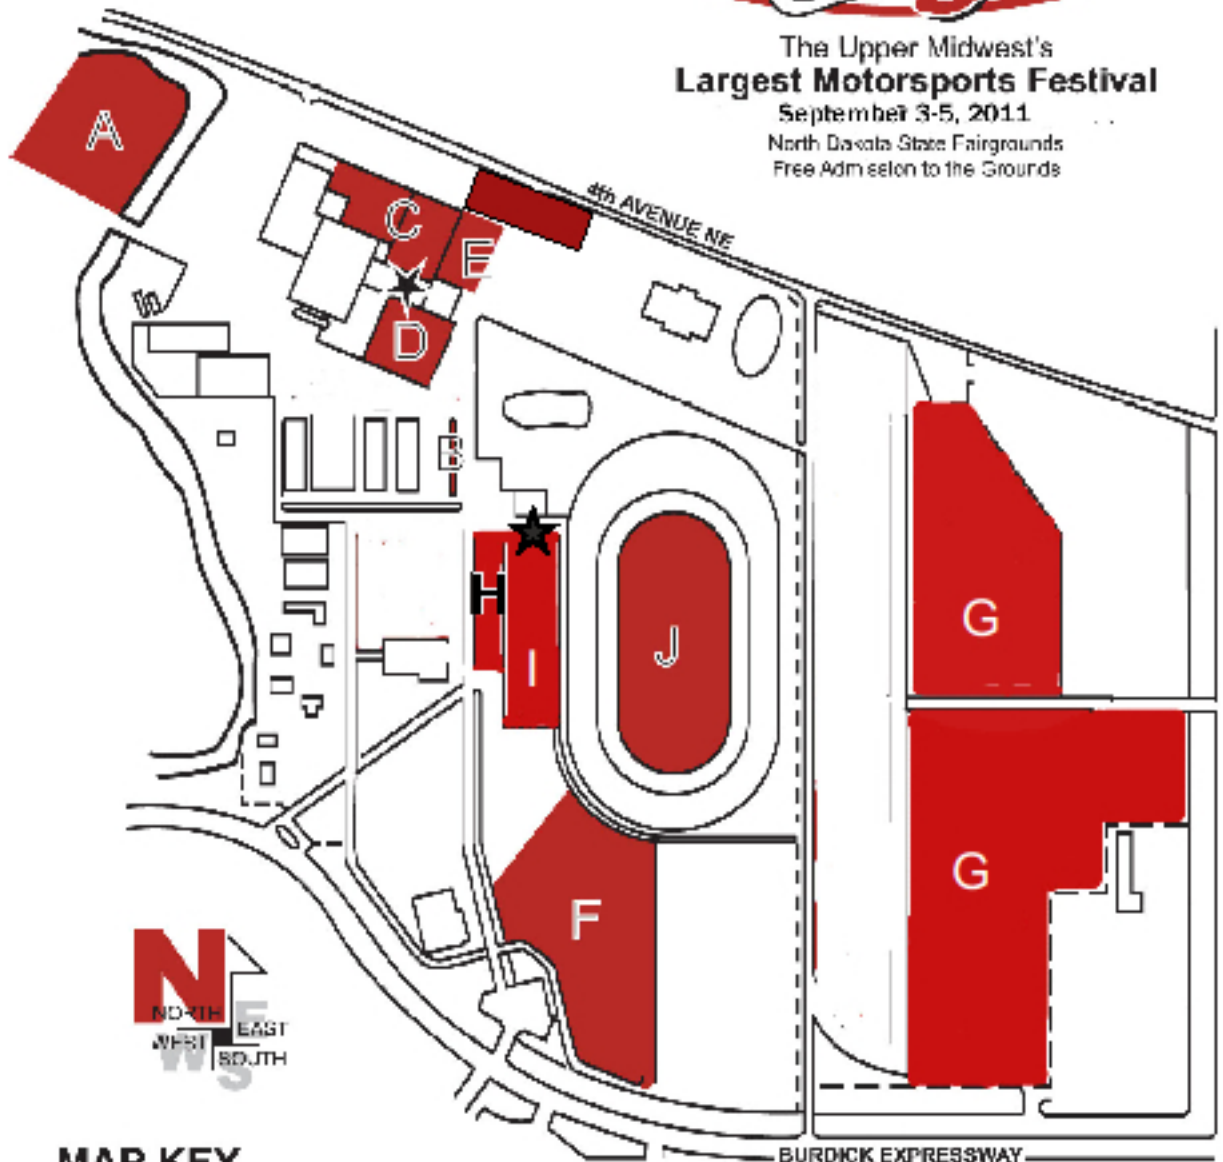 The Upper Midwest's
Largest Motorsports Festival
September 3-5, 2011
North Dakota State Fairgrounds
Free Admission to the Grounds
A
4th AVENUE NE
C
E
D
B
H
G
I
J
G
F
N
NORTH
E
EAST
WEST
W
SOUTH
S
MAP KEY
BURDICK EXPRESSWAY